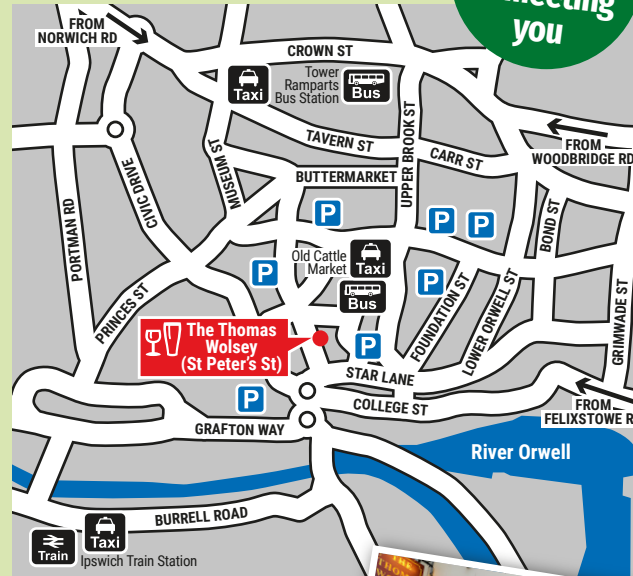 meeting
you
FROM
NORWICH RD
CROWN ST
Taxi
Tower
Ramparts
Bus Station
Bus
TAVERN ST
CARR ST
UPPER BROOK ST
FROM
WOODBRIDGE RD
MUSEUM ST
BUTTERMARKET
CIVIC DRIVE
PORTMAN RD
BOND ST
P
P
P
P
P
Old Cattle
Market
Taxi
Bus
PRINCES ST
FOUNDATION ST
LOWER ORWELL ST
GRIMWADE ST
The Thomas
Wolsey
(St Peter's St)
P
STAR LANE
P
COLLEGE ST
FROM
FELIXSTOWE R
GRAFTON WAY
River Orwell
BURRELL ROAD
Train
Taxi
Ipswich Train Station
THE